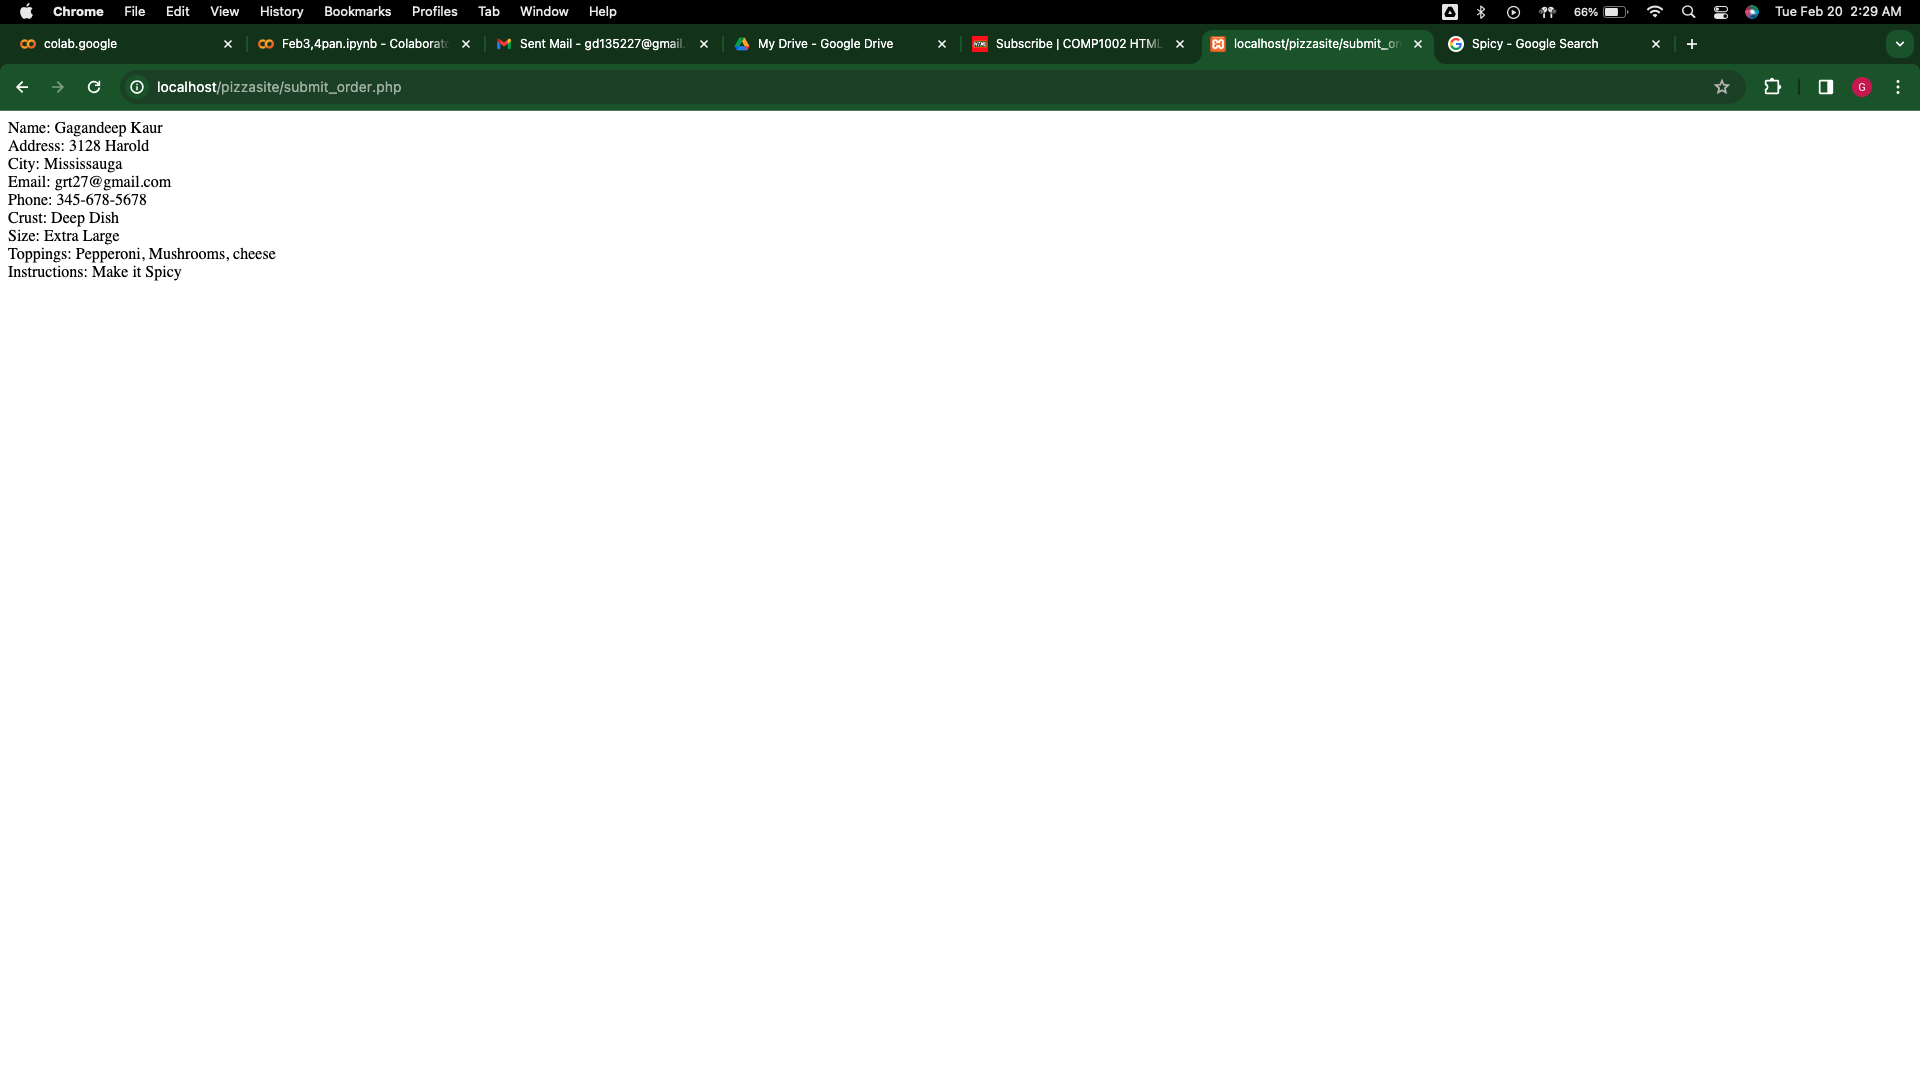 Chrome File Edit View History Bookmarks Profiles Tab Window Help 66% Tue Feb 20 2:29 AM
colab.google Feb3,4pan.ipynb - Colaborat Sent Mail - gd135227@gmail. My Drive - Google Drive Subscribe | COMP1002 HTML localhost/pizzasite/submit_or Spicy - Google Search
localhost/pizzasite/submit_order.php G
Name: Gagandeep Kaur
Address: 3128 Harold
City: Mississauga
Email: grt27@gmail.com
Phone: 345-678-5678
Crust: Deep Dish
Size: Extra Large
Toppings: Pepperoni, Mushrooms, cheese
Instructions: Make it Spicy